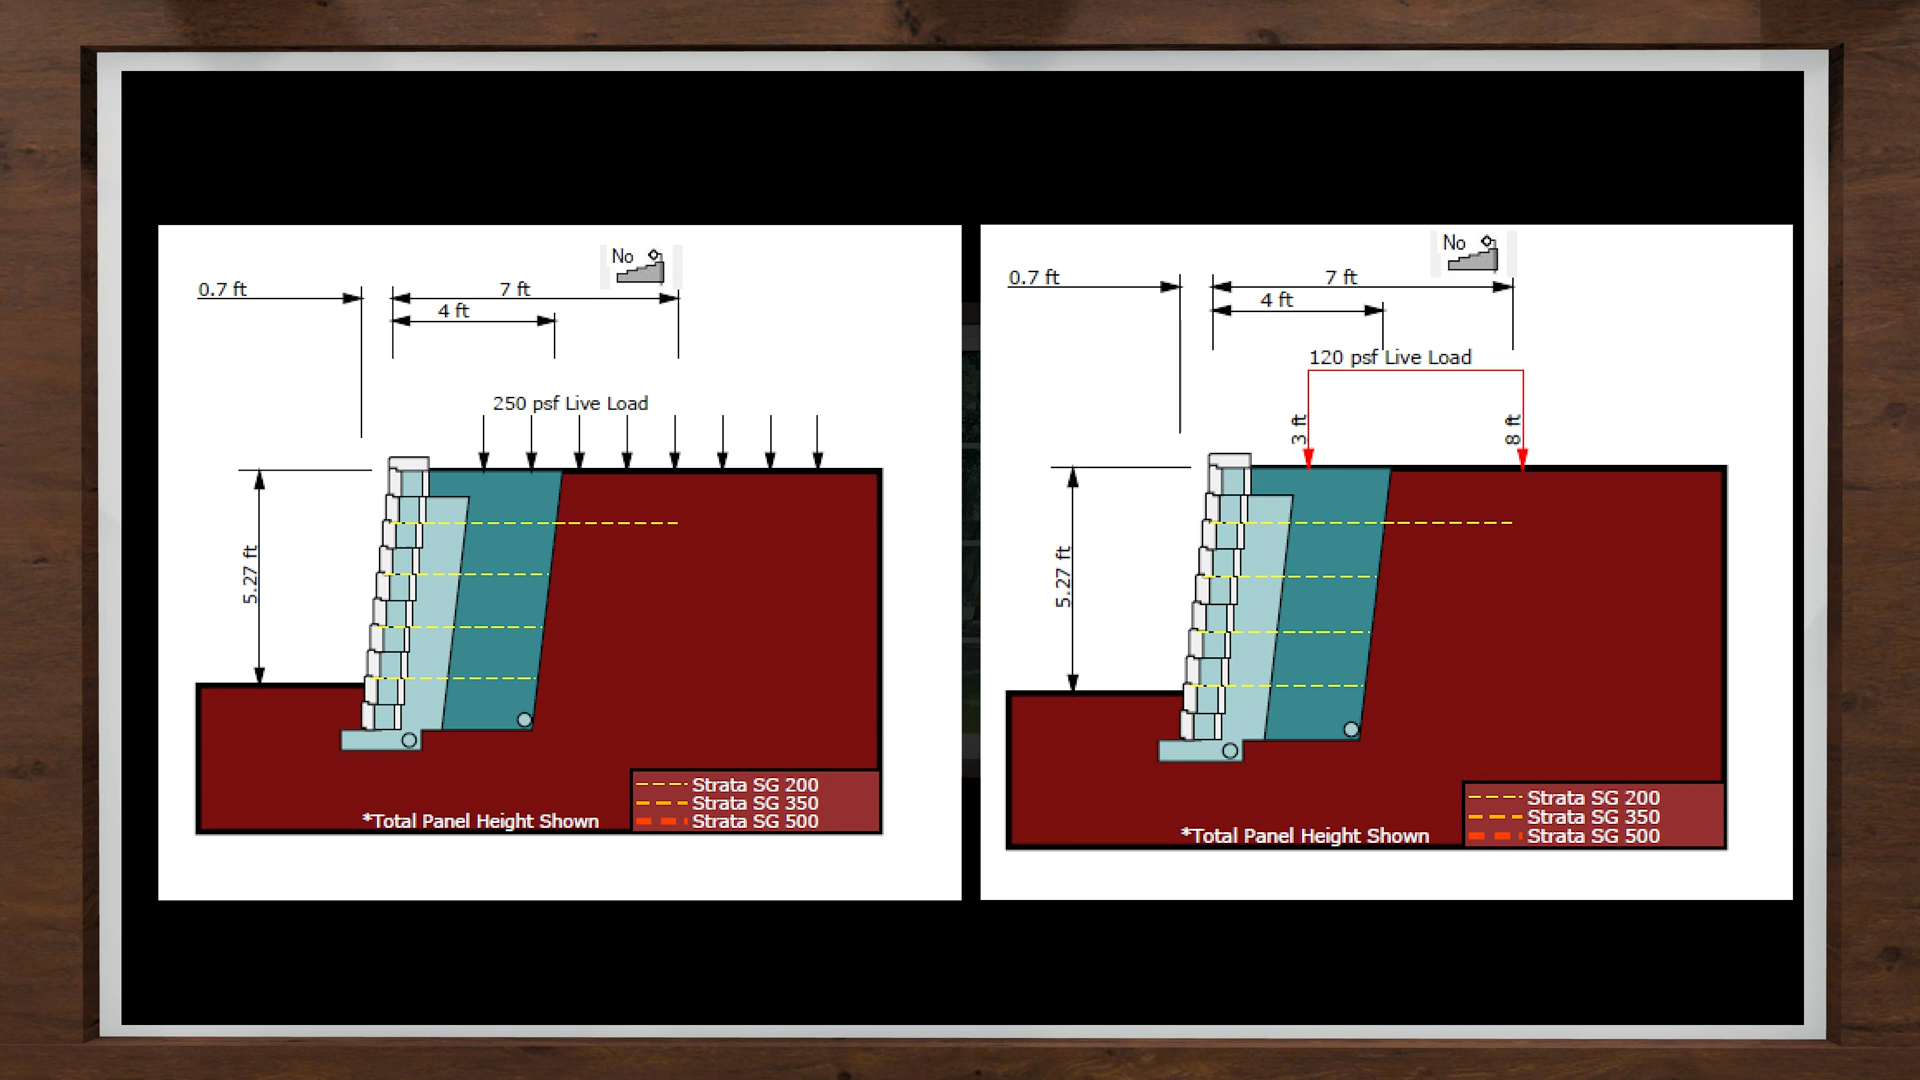 No
0.7 ft
7 ft
4 ft
250 psf Live Load
5.27 ft
Strata SG 200
Strata SG 350
Strata SG 500
*Total Panel Height Shown
No
0.7 ft
7 ft
4 ft
120 psf Live Load
3 ft
8 ft
5.27 ft
Strata SG 200
Strata SG 350
Strata SG 500
*Total Panel Height Shown